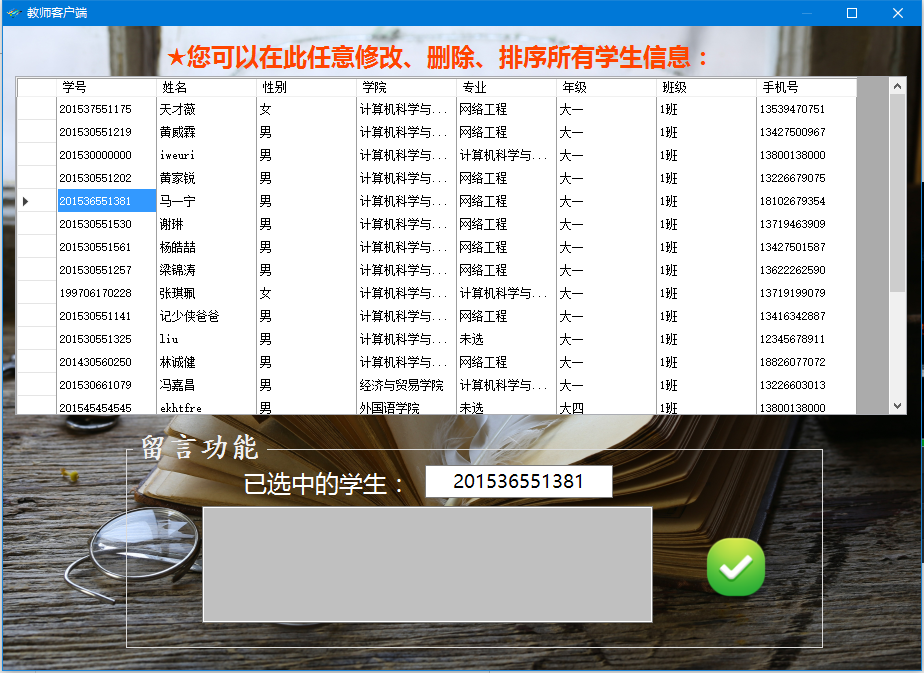 教师客户端
★您可以在此任意修改、删除、排序所有学生信息：
学号 姓名 性别 学院 专业 年级 班级 手机号
201537551175 天才薇 女 计算机科学与... 网络工程 大一 1班 13539470751
201530551219 黄威霖 男 计算机科学与... 网络工程 大一 1班 13427500967
201530000000 iweuri 男 计算机科学与... 计算机科学与... 大一 1班 13800138000
201530551202 黄家锐 男 计算机科学与... 网络工程 大一 1班 13226679075
201536551381 马一宁 男 计算机科学与... 网络工程 大一 1班 18102679354
201530551530 谢琳 男 计算机科学与... 网络工程 大一 1班 13719463909
201530551561 杨皓喆 男 计算机科学与... 网络工程 大一 1班 13427501587
201530551257 梁锦涛 男 计算机科学与... 网络工程 大一 1班 13622262590
199706170228 张琪珮 女 计算机科学与... 计算机科学与... 大一 1班 13719199079
201530551141 记少侠爸爸 男 计算机科学与... 网络工程 大一 1班 13416342887
201530551325 liu 男 计算机科学与... 未选 大一 1班 12345678911
201430560250 林诚健 男 计算机科学与... 网络工程 大一 1班 18826077072
201530661079 冯嘉昌 男 经济与贸易学院 计算机科学与... 大一 1班 13226603013
201545454545 ekhtfre 男 外国语学院 未选 大四 1班 13800138000
留言功能
已选中的学生： 201536551381